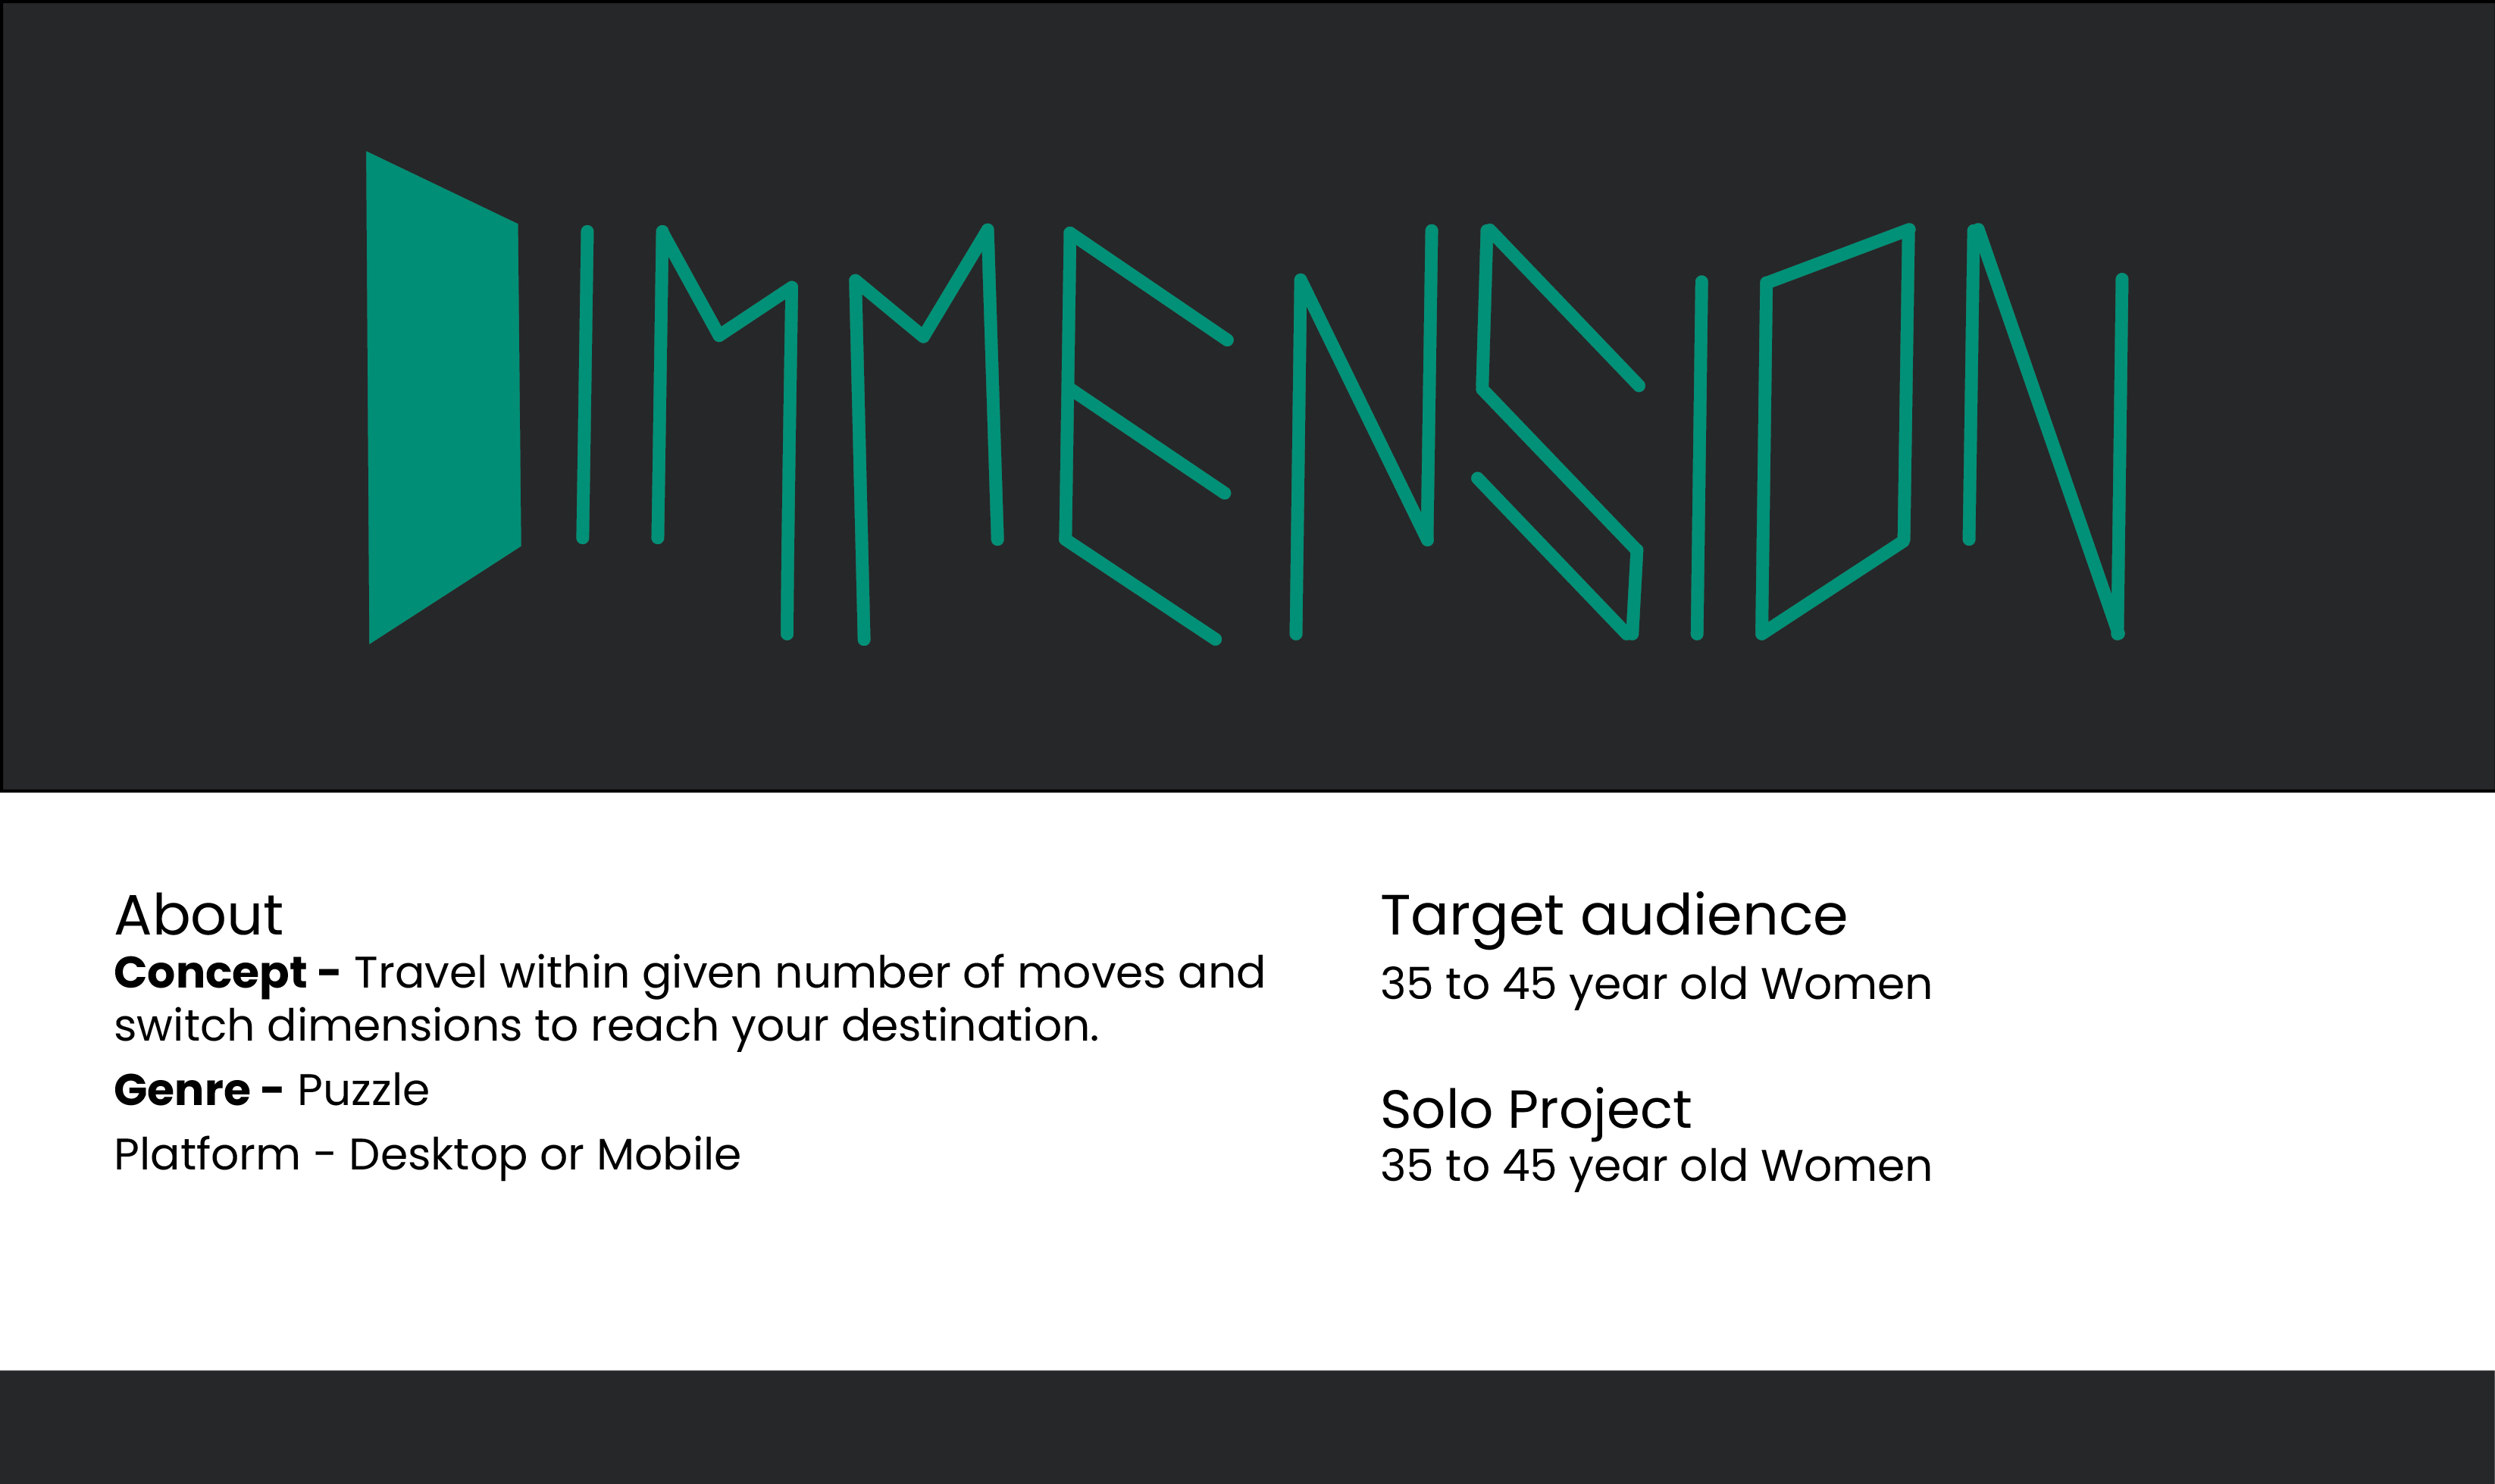 DIMMENSION
About
Concept - Travel within given number of moves and
switch dimensions to reach your destination.
Genre - Puzzle
Platform - Desktop or Mobile
Target audience
35 to 45 year old Women
Solo Project
35 to 45 year old Women